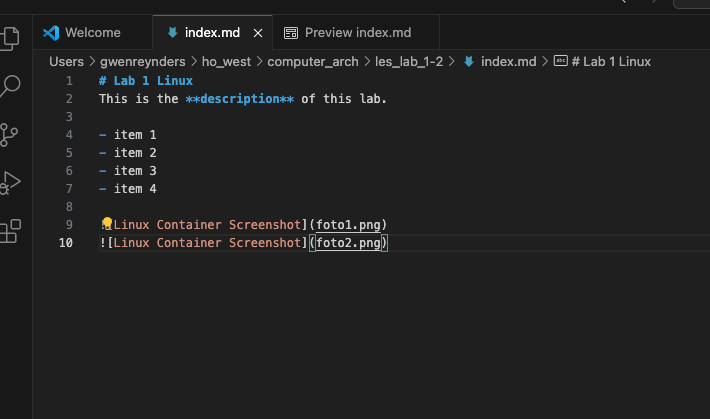 Welcome
index.md
Preview index.md
Users > gwenreynders > ho_west > computer_arch > les_lab_1-2 > index.md > # Lab 1 Linux
1 # Lab 1 Linux
2 This is the **description** of this lab.
3
4 - item 1
5 - item 2
6 - item 3
7 - item 4
8
9 ![Linux Container Screenshot](foto1.png)
10 ![Linux Container Screenshot](foto2.png)